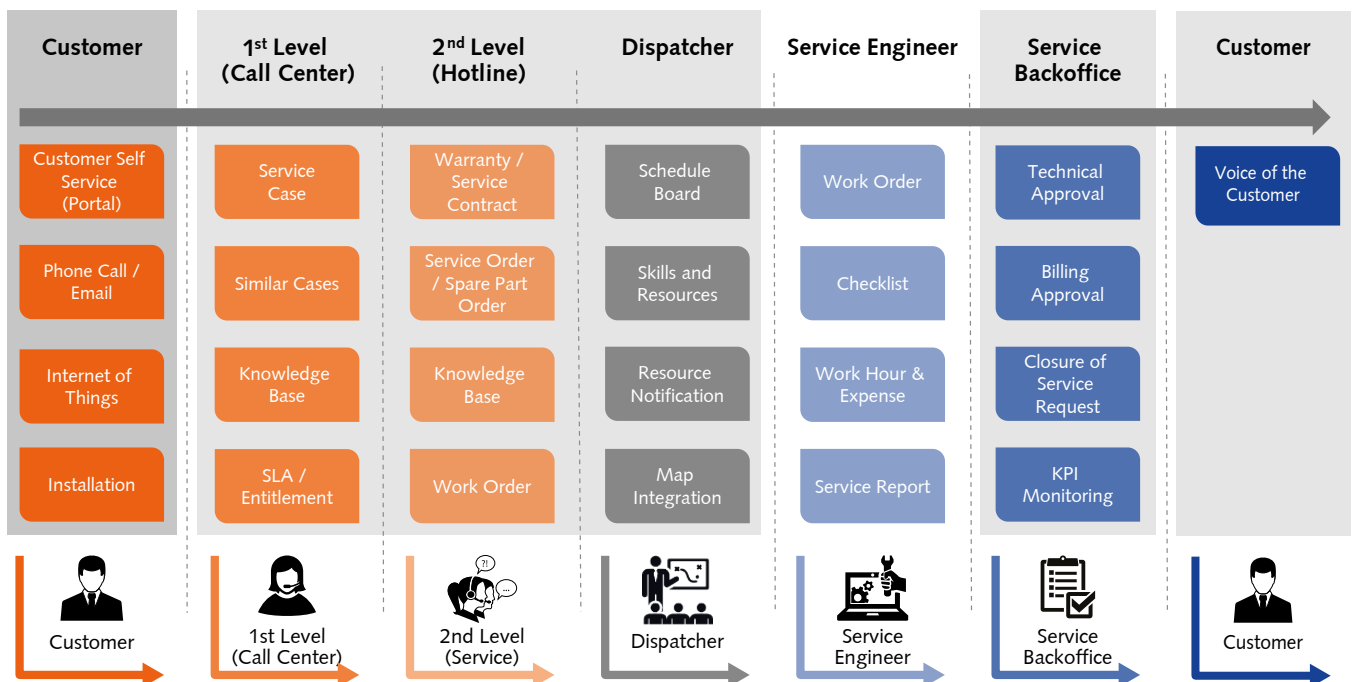 Customer
1st Level
(Call Center)
2nd Level
(Hotline)
Dispatcher
Service Engineer
Service
Backoffice
Customer
Customer Self
Service
(Portal)
Service
Case
Warranty /
Service
Contract
Schedule
Board
Work Order
Technical
Approval
Voice of the
Customer
Phone Call /
Email
Similar Cases
Service Order
/ Spare Part
Order
Skills and
Resources
Checklist
Billing
Approval
Internet of
Things
Knowledge
Base
Knowledge
Base
Resource
Notification
Work Hour &
Expense
Closure of
Service
Request
Installation
SLA /
Entitlement
Work Order
Map
Integration
Service Report
KPI
Monitoring
?!
...
Customer
1st Level
(Call Center)
2nd Level
(Service)
Dispatcher
Service
Engineer
Service
Backoffice
Customer